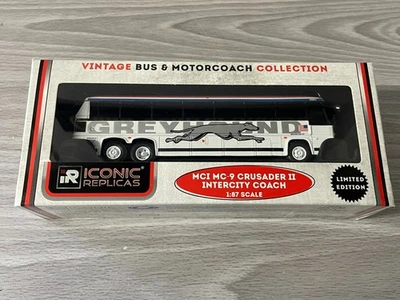 VINTAGE BUS & MOTORCOACH COLLECTION
GREYHOUND
iR ICONIC
REPLICAS
MCI MC-9 CRUSADER II
INTERCITY COACH
1:87 SCALE
LIMITED
EDITION